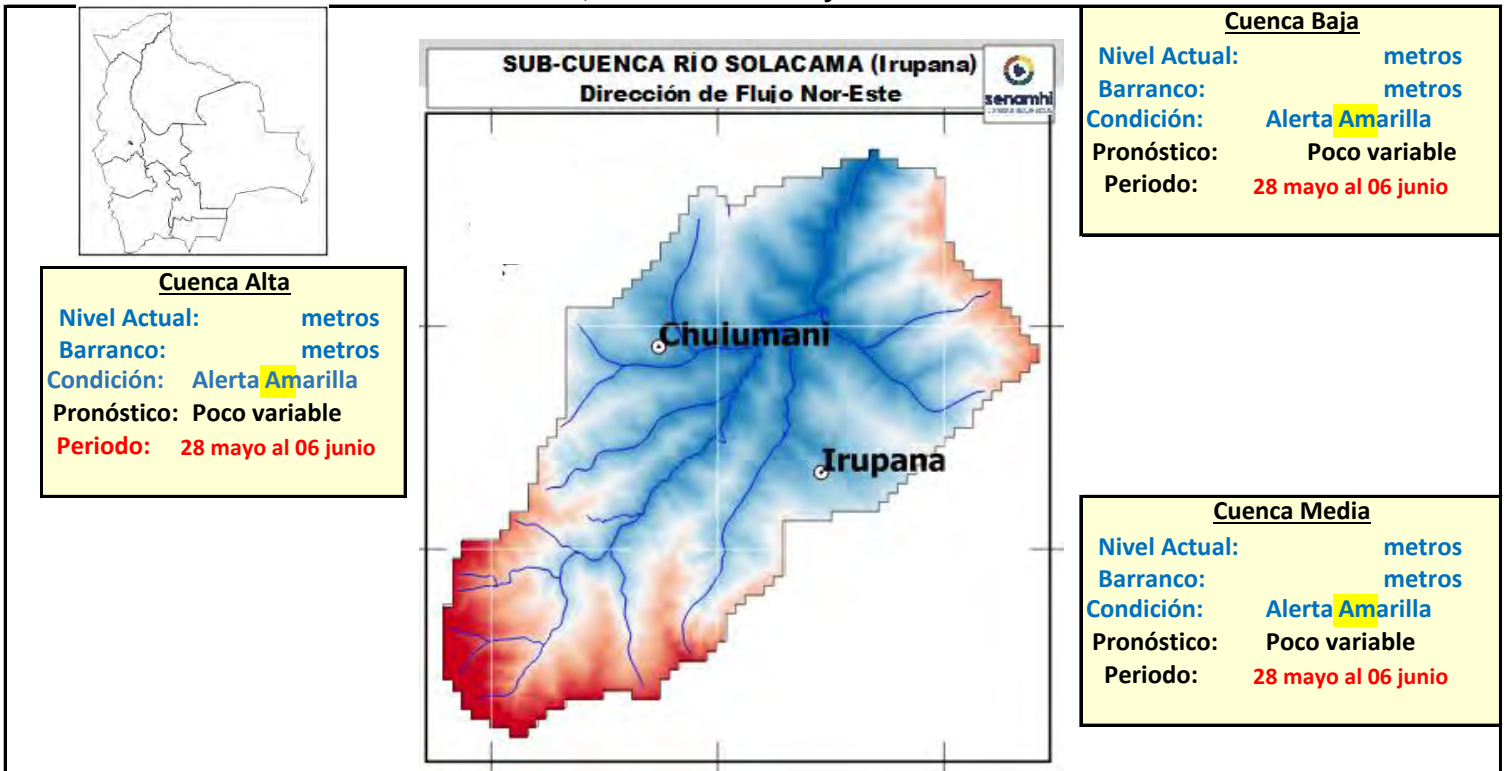 SUB-CUENCA RÍO SOLACAMA (Irupana)
Dirección de Flujo Nor-Este
senamhi
Chulumani
Irupana
Cuenca Alta
Nivel Actual: metros
Barranco: metros
Condición: Alerta Amarilla
Pronóstico: Poco variable
Periodo: 28 mayo al 06 junio
Cuenca Baja
Nivel Actual: metros
Barranco: metros
Condición: Alerta Amarilla
Pronóstico: Poco variable
Periodo: 28 mayo al 06 junio
Cuenca Media
Nivel Actual: metros
Barranco: metros
Condición: Alerta Amarilla
Pronóstico: Poco variable
Periodo: 28 mayo al 06 junio